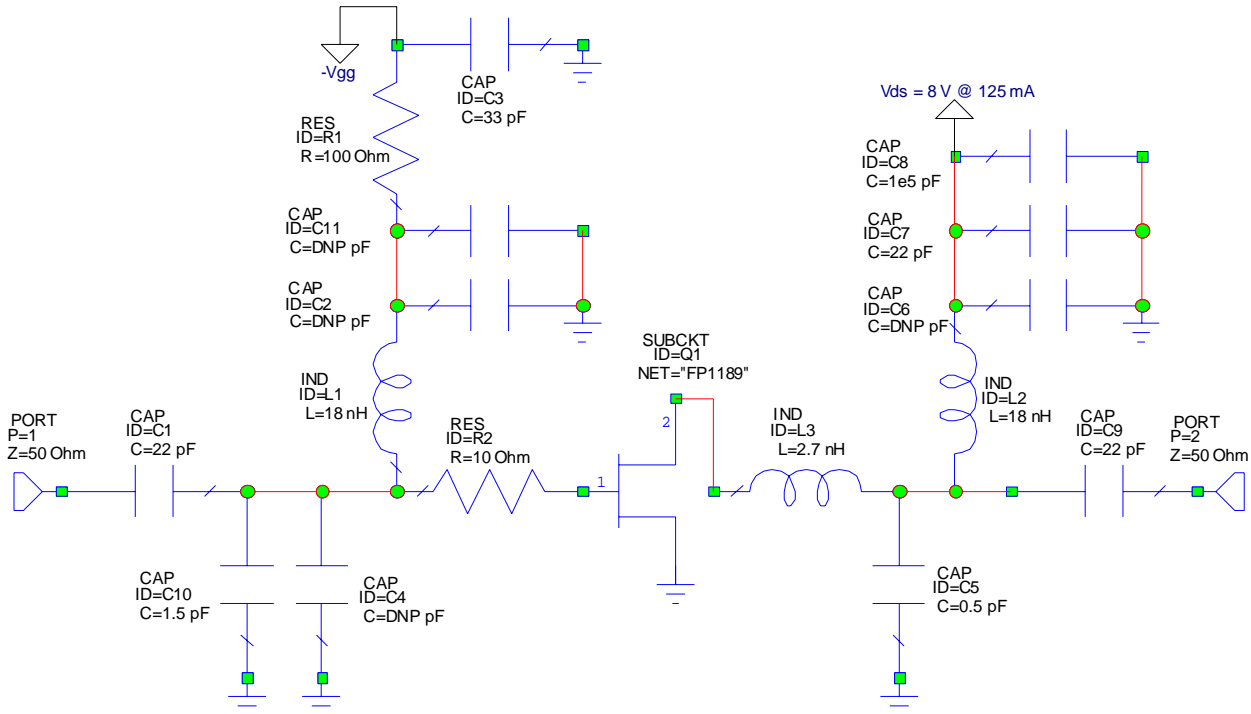 -Vgg
CAP
ID=C3
C=33 pF
RES
ID=R1
R=100 Ohm
Vds = 8 V @ 125 mA
CAP
ID=C8
C=1e5 pF
CAP
ID=C11
C=DNP pF
CAP
ID=C7
C=22 pF
CAP
ID=C2
C=DNP pF
CAP
ID=C6
C=DNP pF
SUBCKT
ID=Q1
NET="FP1189"
IND
ID=L1
L=18 nH
IND
ID=L2
L=18 nH
PORT
P=1
Z=50 Ohm
CAP
ID=C1
C=22 pF
RES
ID=R2
R=10 Ohm
2
1
IND
ID=L3
L=2.7 nH
CAP
ID=C9
C=22 pF
PORT
P=2
Z=50 Ohm
CAP
ID=C10
C=1.5 pF
CAP
ID=C4
C=DNP pF
CAP
ID=C5
C=0.5 pF